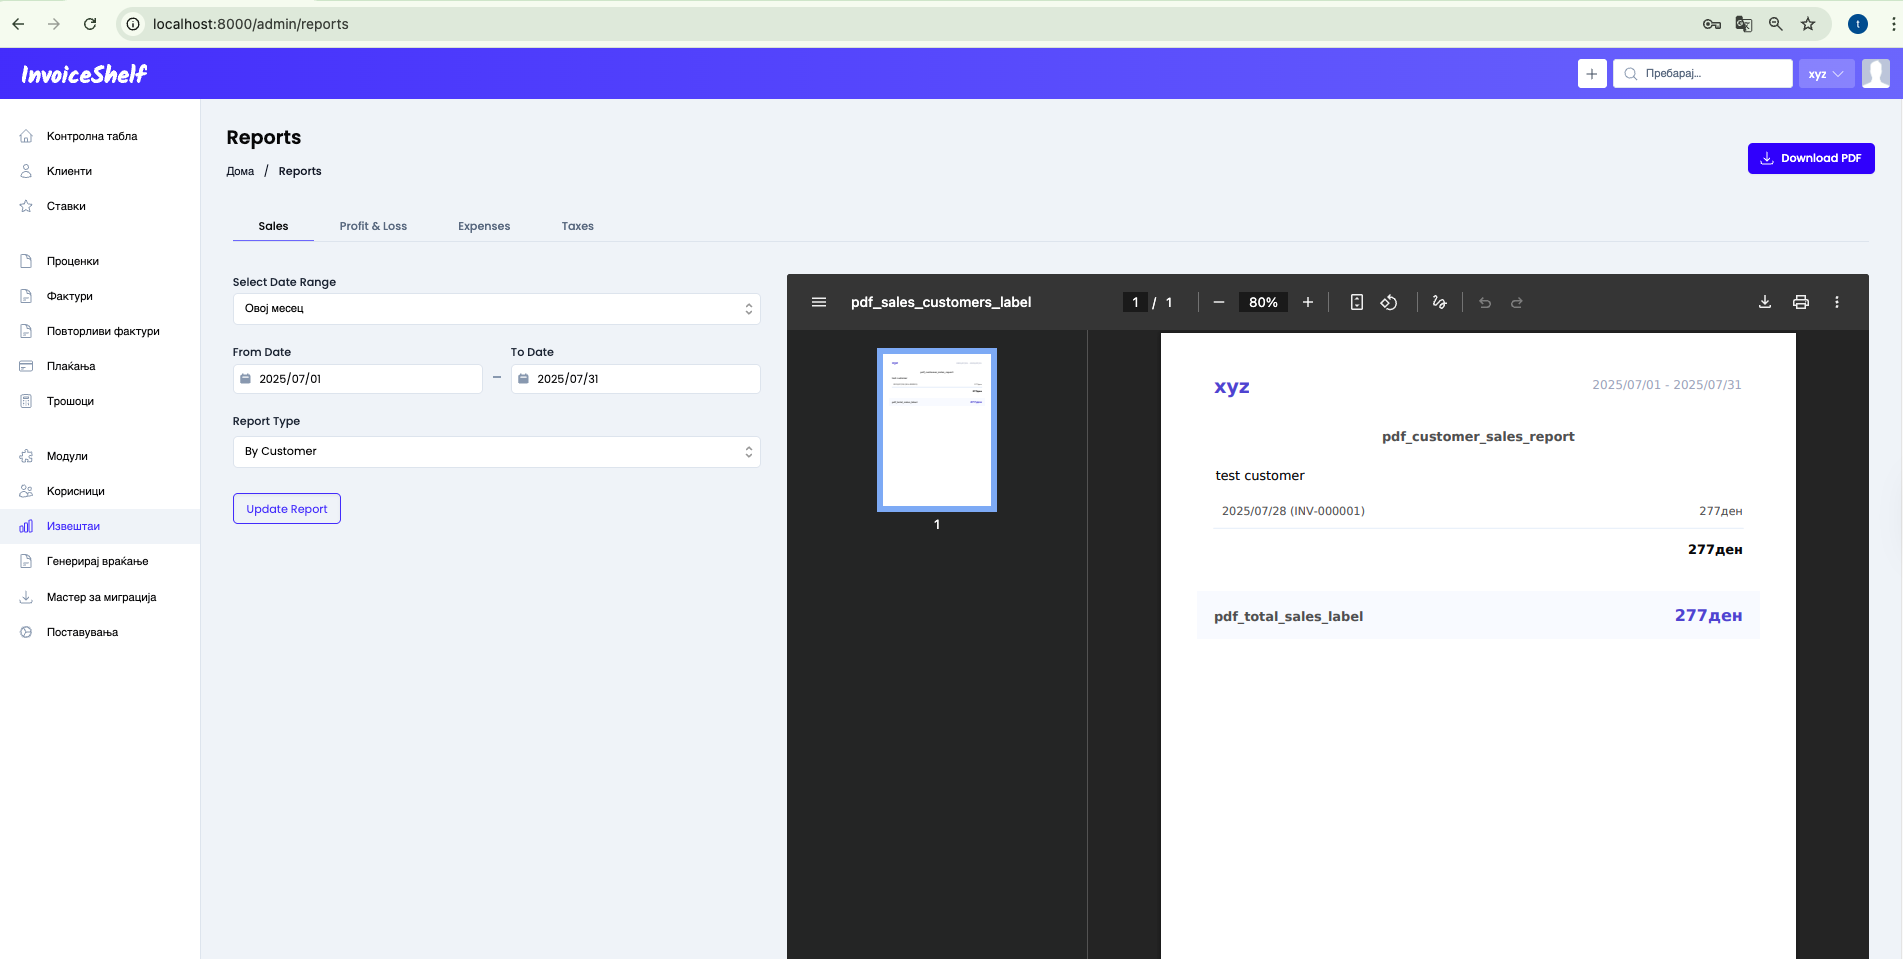 localhost:8000/admin/reports
t
InvoiceShelf
Пребарај...
xyz
Контролна табла
Клиенти
Ставки
Проценки
Фактури
Повторливи фактури
Плаќања
Трошоци
Модули
Корисници
Извештаи
Генерирај враќање
Мастер за миграција
Поставувања
Reports
Дома / Reports
Download PDF
Sales Profit & Loss Expenses Taxes
Select Date Range
Овој месец
From Date To Date
2025/07/01 – 2025/07/31
Report Type
By Customer
Update Report
pdf_sales_customers_label 1 / 1 80%
1
xyz 2025/07/01 - 2025/07/31
pdf_customer_sales_report
test customer
2025/07/28 (INV-000001) 277ден
277ден
pdf_total_sales_label 277ден